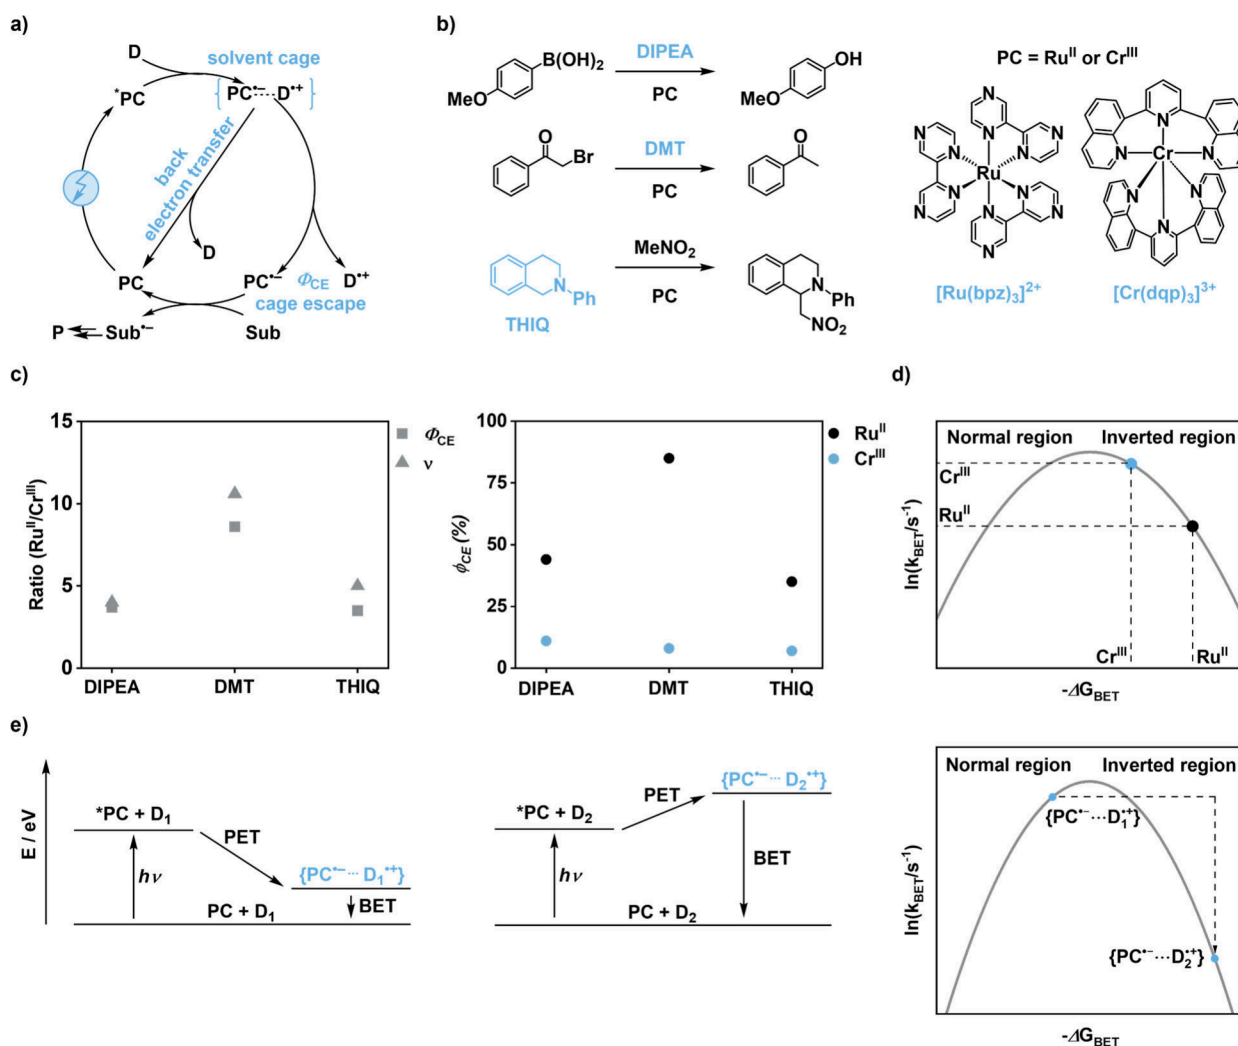 a)
D
solvent cage
*PC
{ PC•− ···· D•+ }
back
electron transfer
D
PC
PC•−
ΦCE
D•+
cage escape
P
Sub•−
Sub
b)
B(OH)2
DIPEA
OH
MeO
PC
MeO
O
Br
DMT
O
PC
MeNO2
N
Ph
PC
N
Ph
THIQ
NO2
PC = RuII or CrIII
N
N
N
N
N
N
Ru
N
N
N
N
N
N
N
Cr
N
N
N
N
N
[Ru(bpz)3]2+
[Cr(dqp)3]3+
c)
15
10
5
0
Ratio (RuII/CrIII)
ΦCE
ν
DIPEA
DMT
THIQ
100
75
50
25
0
ϕCE (%)
RuII
CrIII
DIPEA
DMT
THIQ
d)
Normal region
Inverted region
CrIII
RuII
ln(kBET/s-1)
CrIII
RuII
-ΔGBET
e)
E / eV
*PC + D1
PET
{PC•− ··· D1•+}
hν
PC + D1
BET
*PC + D2
PET
{PC•− ··· D2•+}
hν
BET
PC + D2
Normal region
Inverted region
{PC•−···D1•+}
ln(kBET/s-1)
{PC•−···D2•+}
-ΔGBET